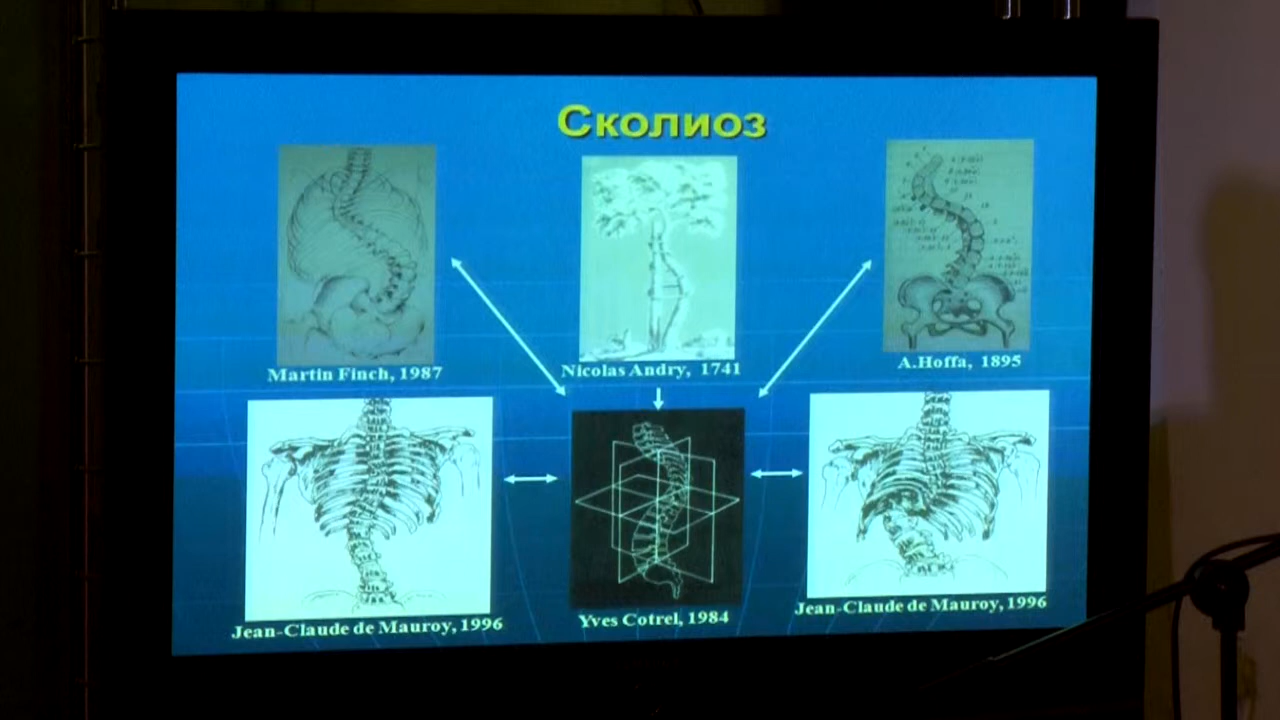 Сколиоз
Martin Finch, 1987
Nicolas Andry, 1741
A.Hoffa, 1895
Jean-Claude de Mauroy, 1996
Yves Cotrel, 1984
Jean-Claude de Mauroy, 1996